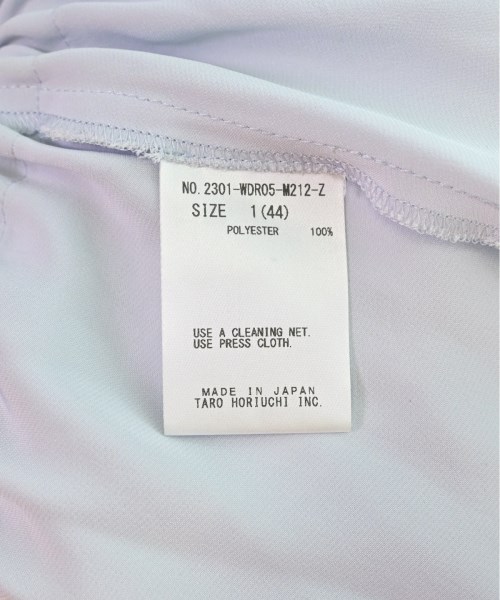 NO. 2301-WDR05-M212-Z
SIZE 1(44)
POLYESTER 100%
USE A CLEANING NET.
USE PRESS CLOTH.
MADE IN JAPAN
TARO HORIUCHI INC.